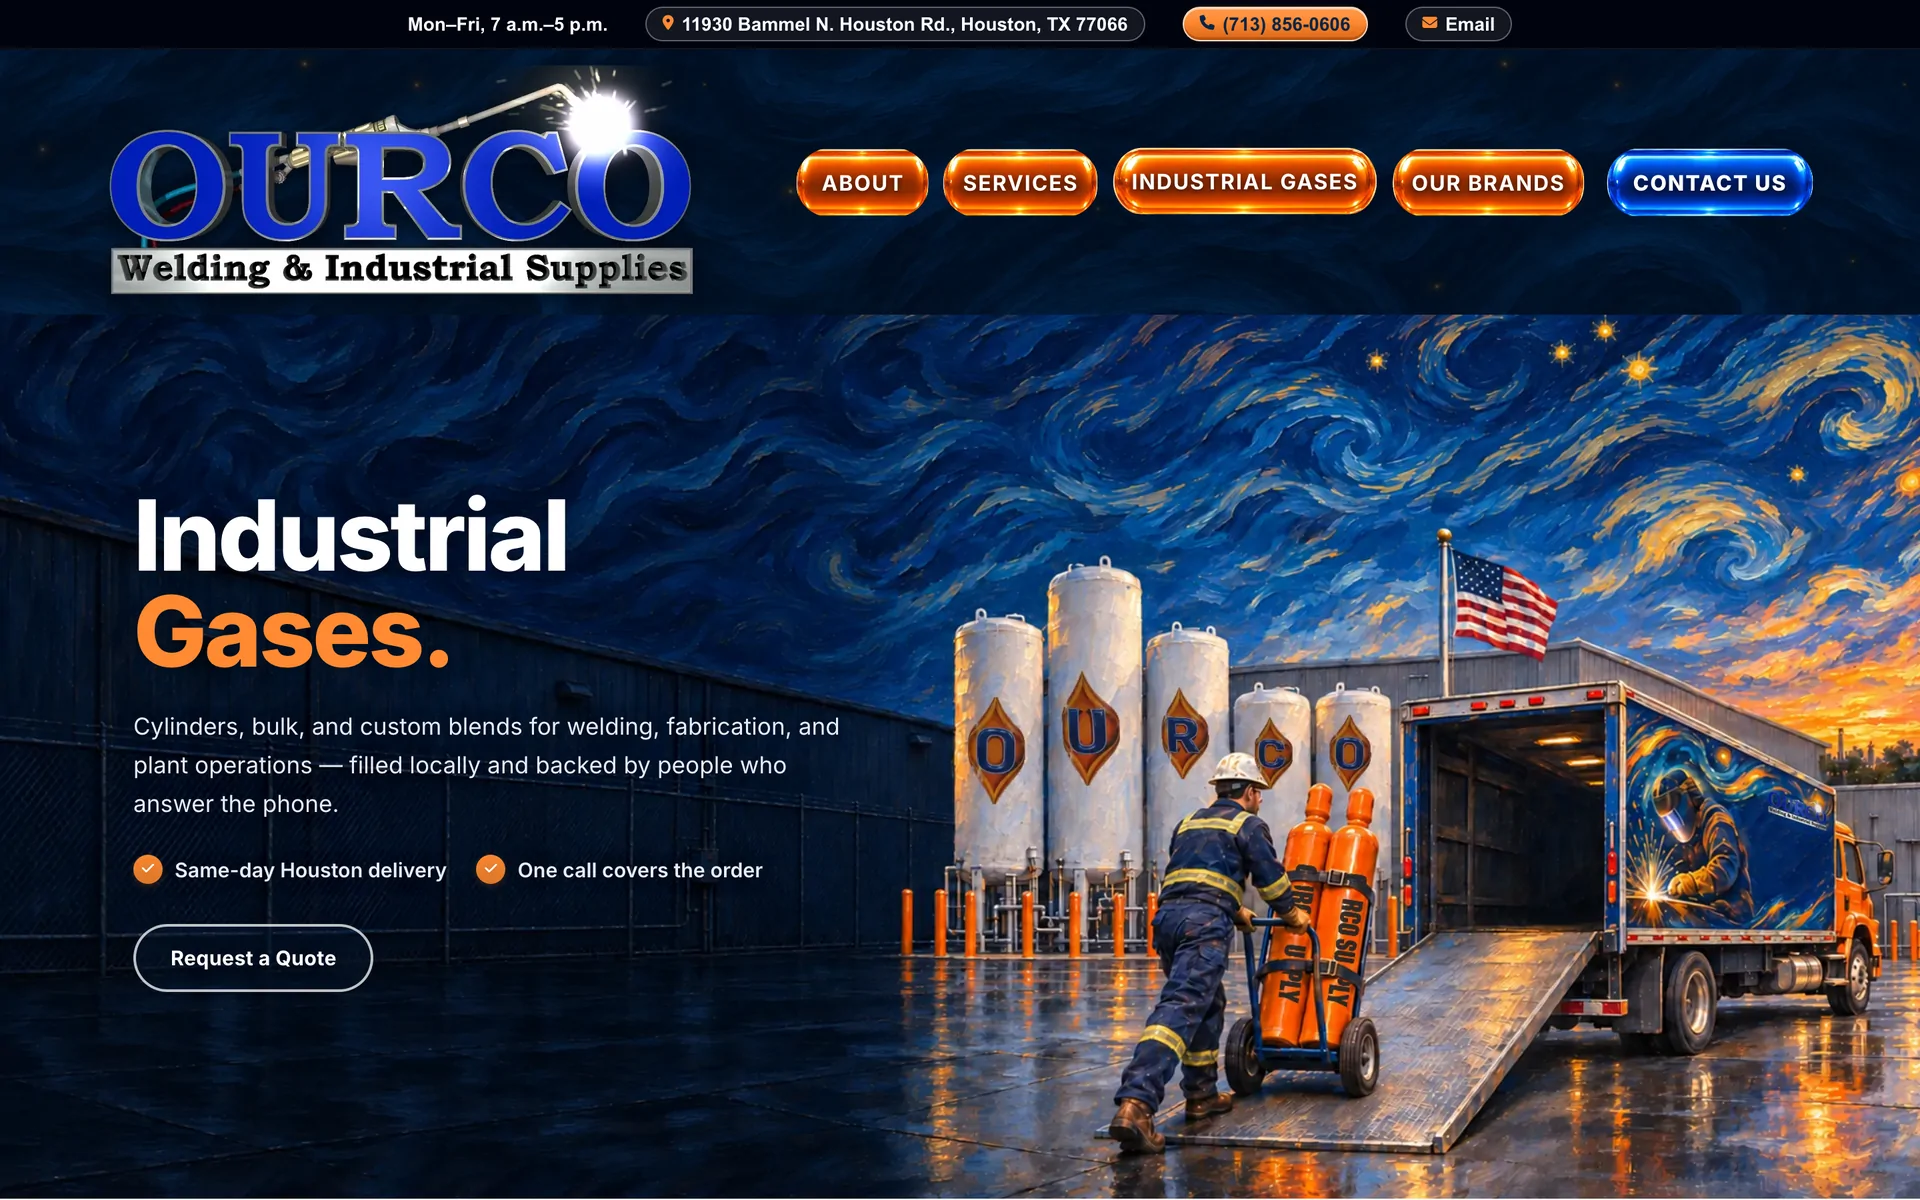 Mon–Fri, 7 a.m.–5 p.m.
11930 Bammel N. Houston Rd., Houston, TX 77066
(713) 856-0606
Email
OURCO
Welding & Industrial Supplies
ABOUT
SERVICES
INDUSTRIAL GASES
OUR BRANDS
CONTACT US
Industrial
Gases.
Cylinders, bulk, and custom blends for welding, fabrication, and
plant operations — filled locally and backed by people who
answer the phone.
Same-day Houston delivery
One call covers the order
Request a Quote
O U R C O